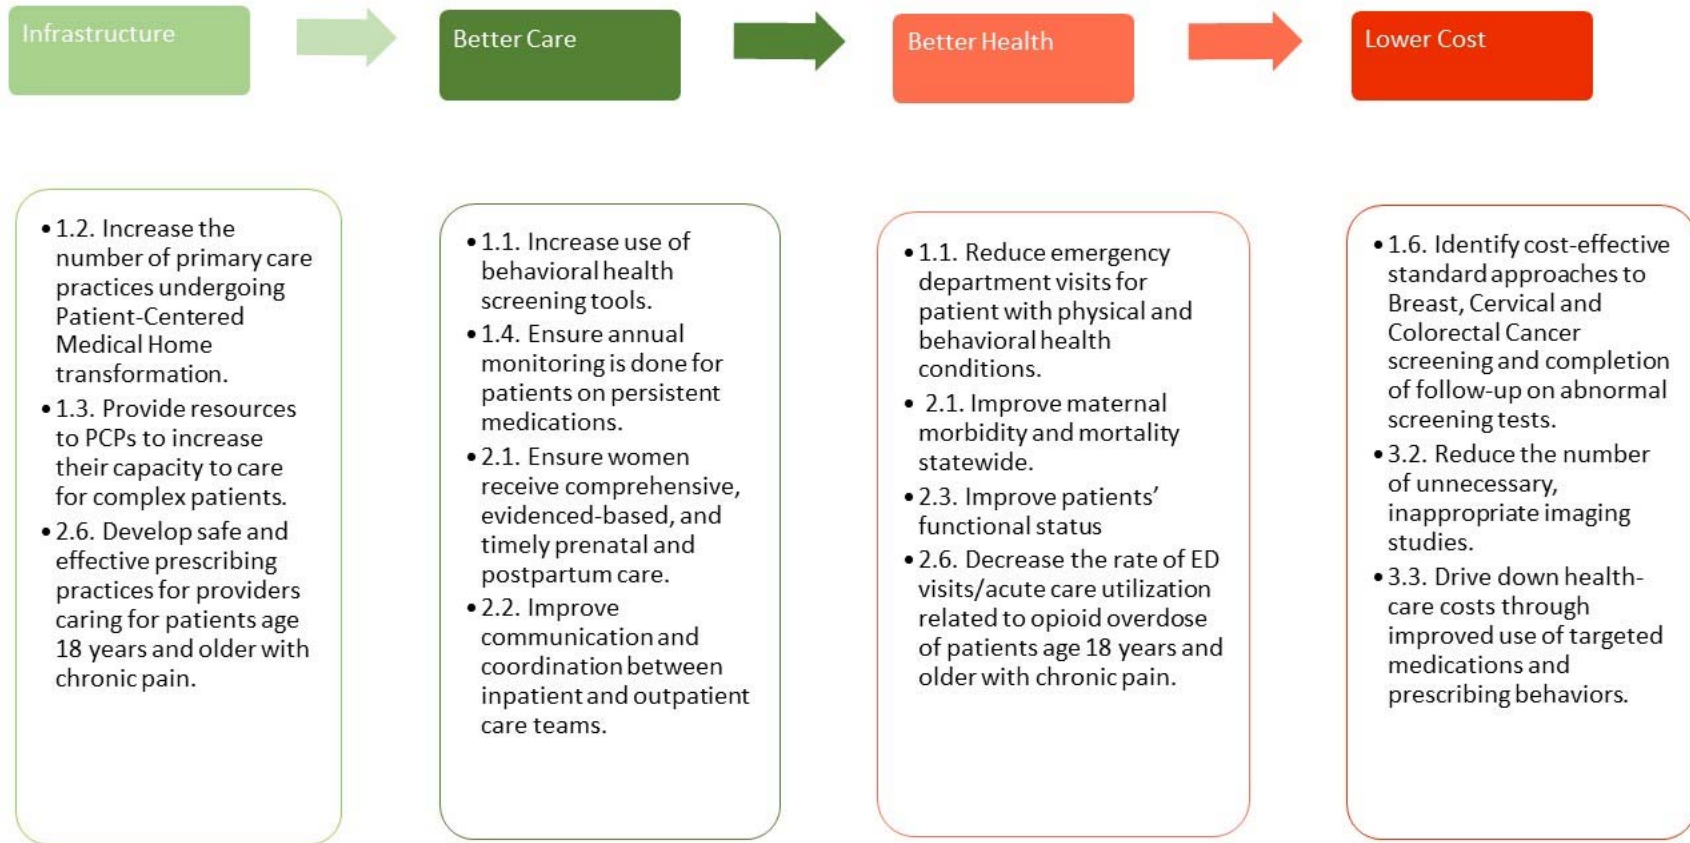 Infrastructure
Better Care
Better Health
Lower Cost
•1.2. Increase the
number of primary care
practices undergoing
Patient-Centered
Medical Home
transformation.
•1.3. Provide resources
to PCPs to increase
their capacity to care
for complex patients.
•2.6. Develop safe and
effective prescribing
practices for providers
caring for patients age
18 years and older with
chronic pain.
•1.1. Increase use of
behavioral health
screening tools.
•1.4. Ensure annual
monitoring is done for
patients on persistent
medications.
•2.1. Ensure women
receive comprehensive,
evidenced-based, and
timely prenatal and
postpartum care.
•2.2. Improve
communication and
coordination between
inpatient and outpatient
care teams.
•1.1. Reduce emergency
department visits for
patient with physical and
behavioral health
conditions.
• 2.1. Improve maternal
morbidity and mortality
statewide.
•2.3. Improve patients’
functional status
•2.6. Decrease the rate of ED
visits/acute care utilization
related to opioid overdose
of patients age 18 years and
older with chronic pain.
•1.6. Identify cost-effective
standard approaches to
Breast, Cervical and
Colorectal Cancer
screening and completion
of follow-up on abnormal
screening tests.
•3.2. Reduce the number
of unnecessary,
inappropriate imaging
studies.
•3.3. Drive down health-
care costs through
improved use of targeted
medications and
prescribing behaviors.